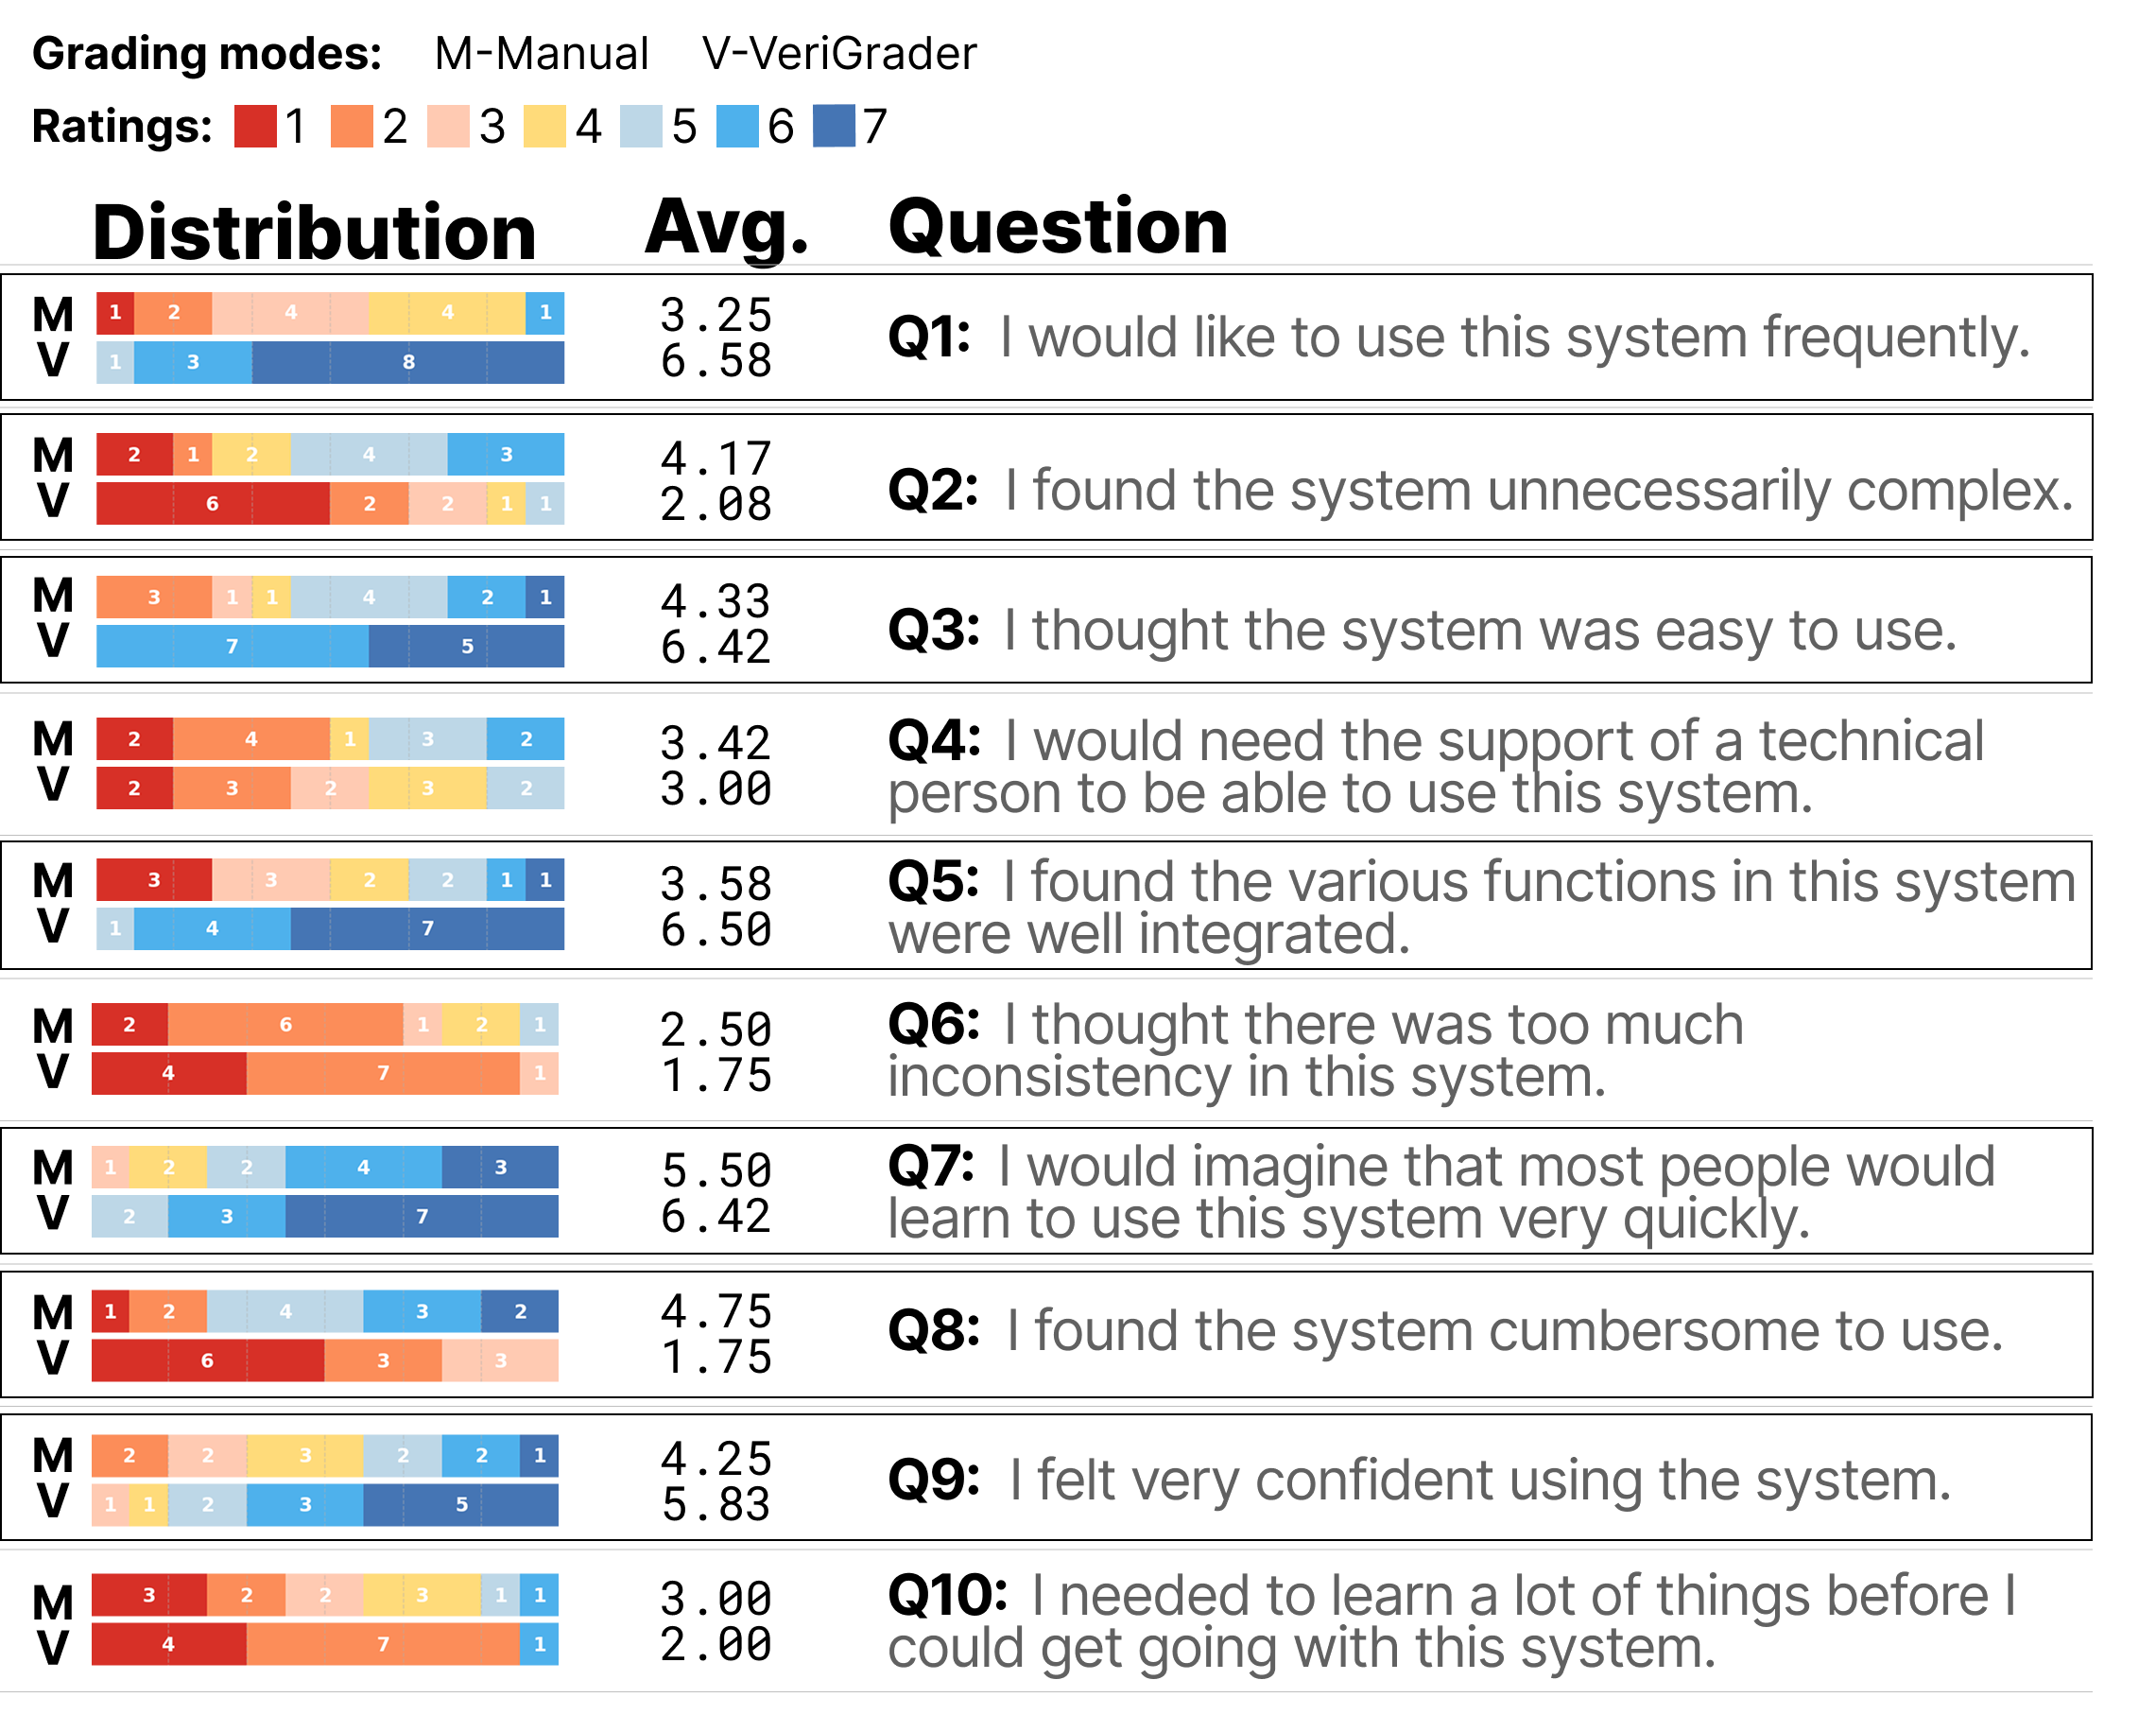 Grading modes: M-Manual V-VeriGrader
Ratings: 1 2 3 4 5 6 7
Distribution Avg. Question
M 1 2 4 4 1 3.25
V 1 3 8 6.58
Q1: I would like to use this system frequently.
M 2 1 2 4 3 4.17
V 6 2 2 1 1 2.08
Q2: I found the system unnecessarily complex.
M 3 1 1 4 2 1 4.33
V 7 5 6.42
Q3: I thought the system was easy to use.
M 2 4 1 3 2 3.42
V 2 3 2 3 2 3.00
Q4: I would need the support of a technical
person to be able to use this system.
M 3 3 2 2 1 1 3.58
V 1 4 7 6.50
Q5: I found the various functions in this system
were well integrated.
M 2 6 1 2 1 2.50
V 4 7 1 1.75
Q6: I thought there was too much
inconsistency in this system.
M 1 2 2 4 3 5.50
V 2 3 7 6.42
Q7: I would imagine that most people would
learn to use this system very quickly.
M 1 2 4 3 2 4.75
V 6 3 3 1.75
Q8: I found the system cumbersome to use.
M 2 2 3 2 2 1 4.25
V 1 1 2 3 5 5.83
Q9: I felt very confident using the system.
M 3 2 2 3 1 1 3.00
V 4 7 1 2.00
Q10: I needed to learn a lot of things before I
could get going with this system.